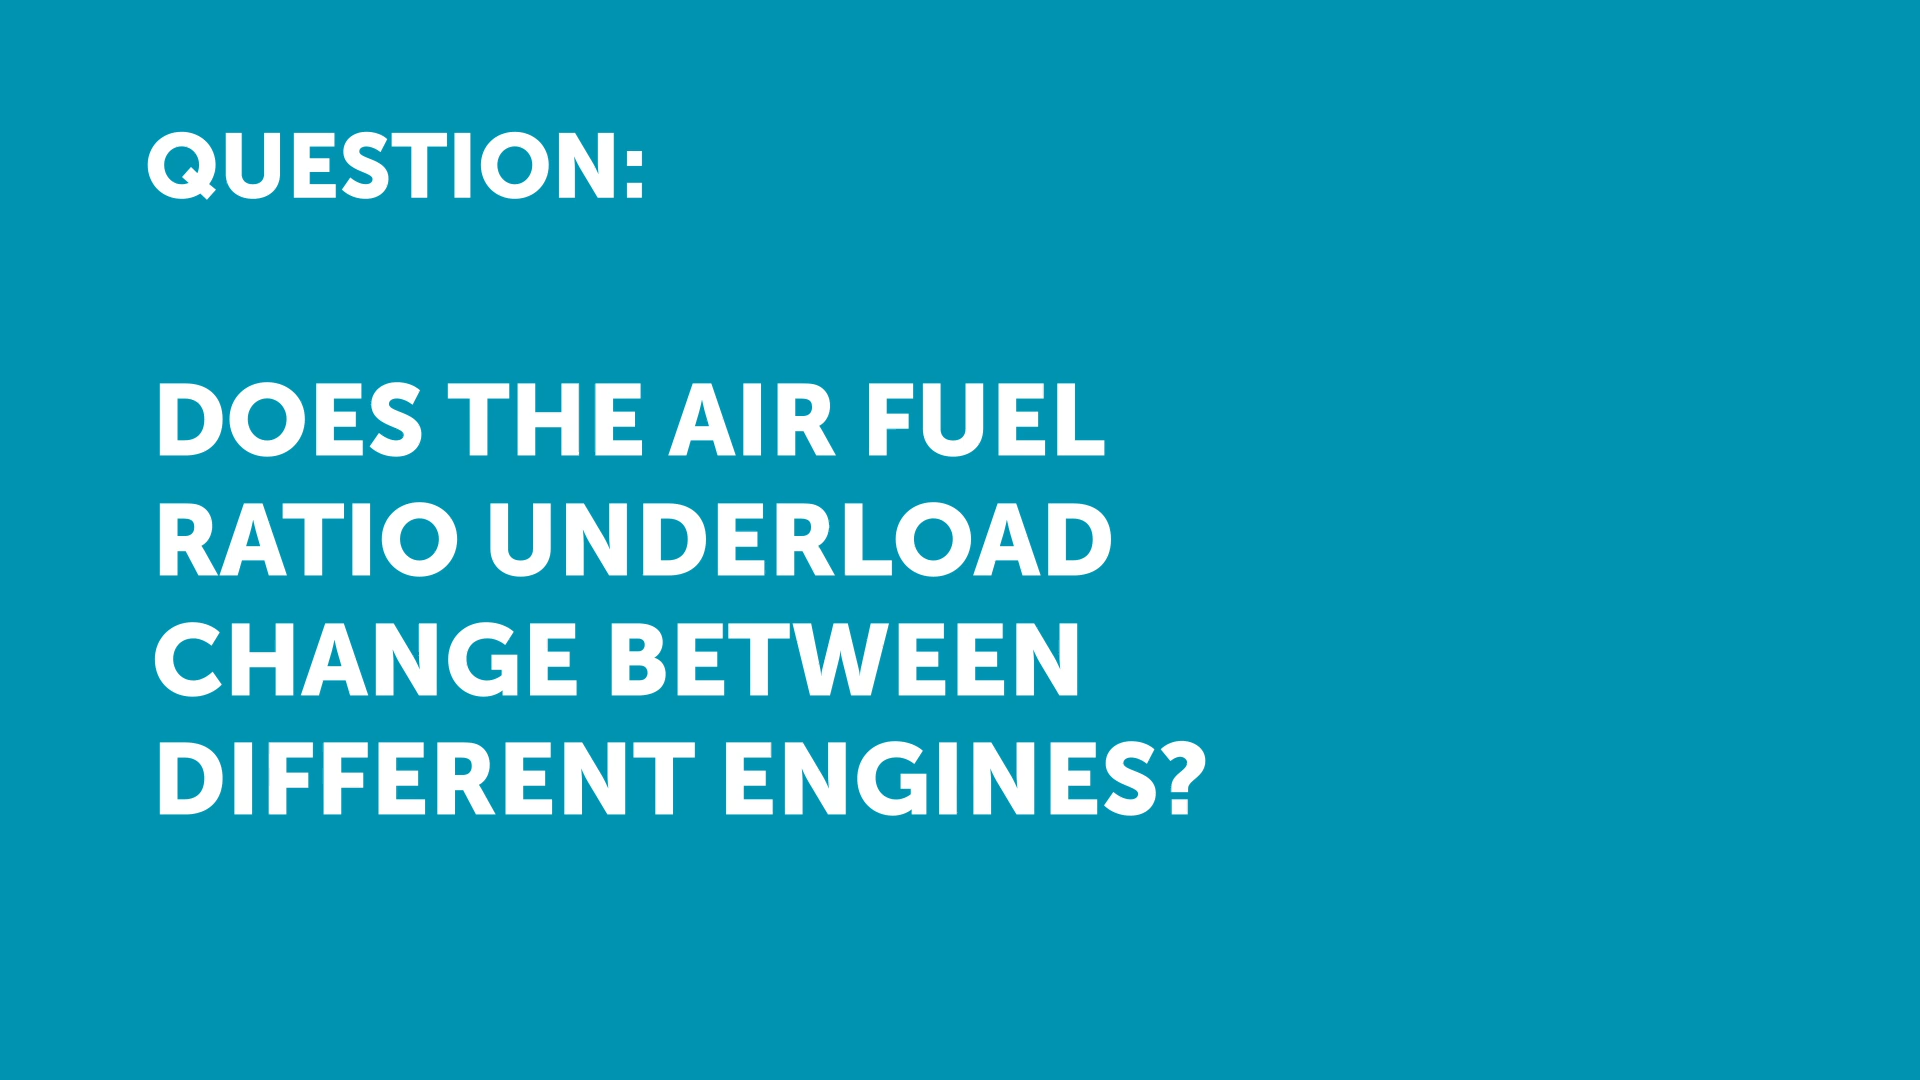 QUESTION:
DOES THE AIR FUEL
RATIO UNDERLOAD
CHANGE BETWEEN
DIFFERENT ENGINES?